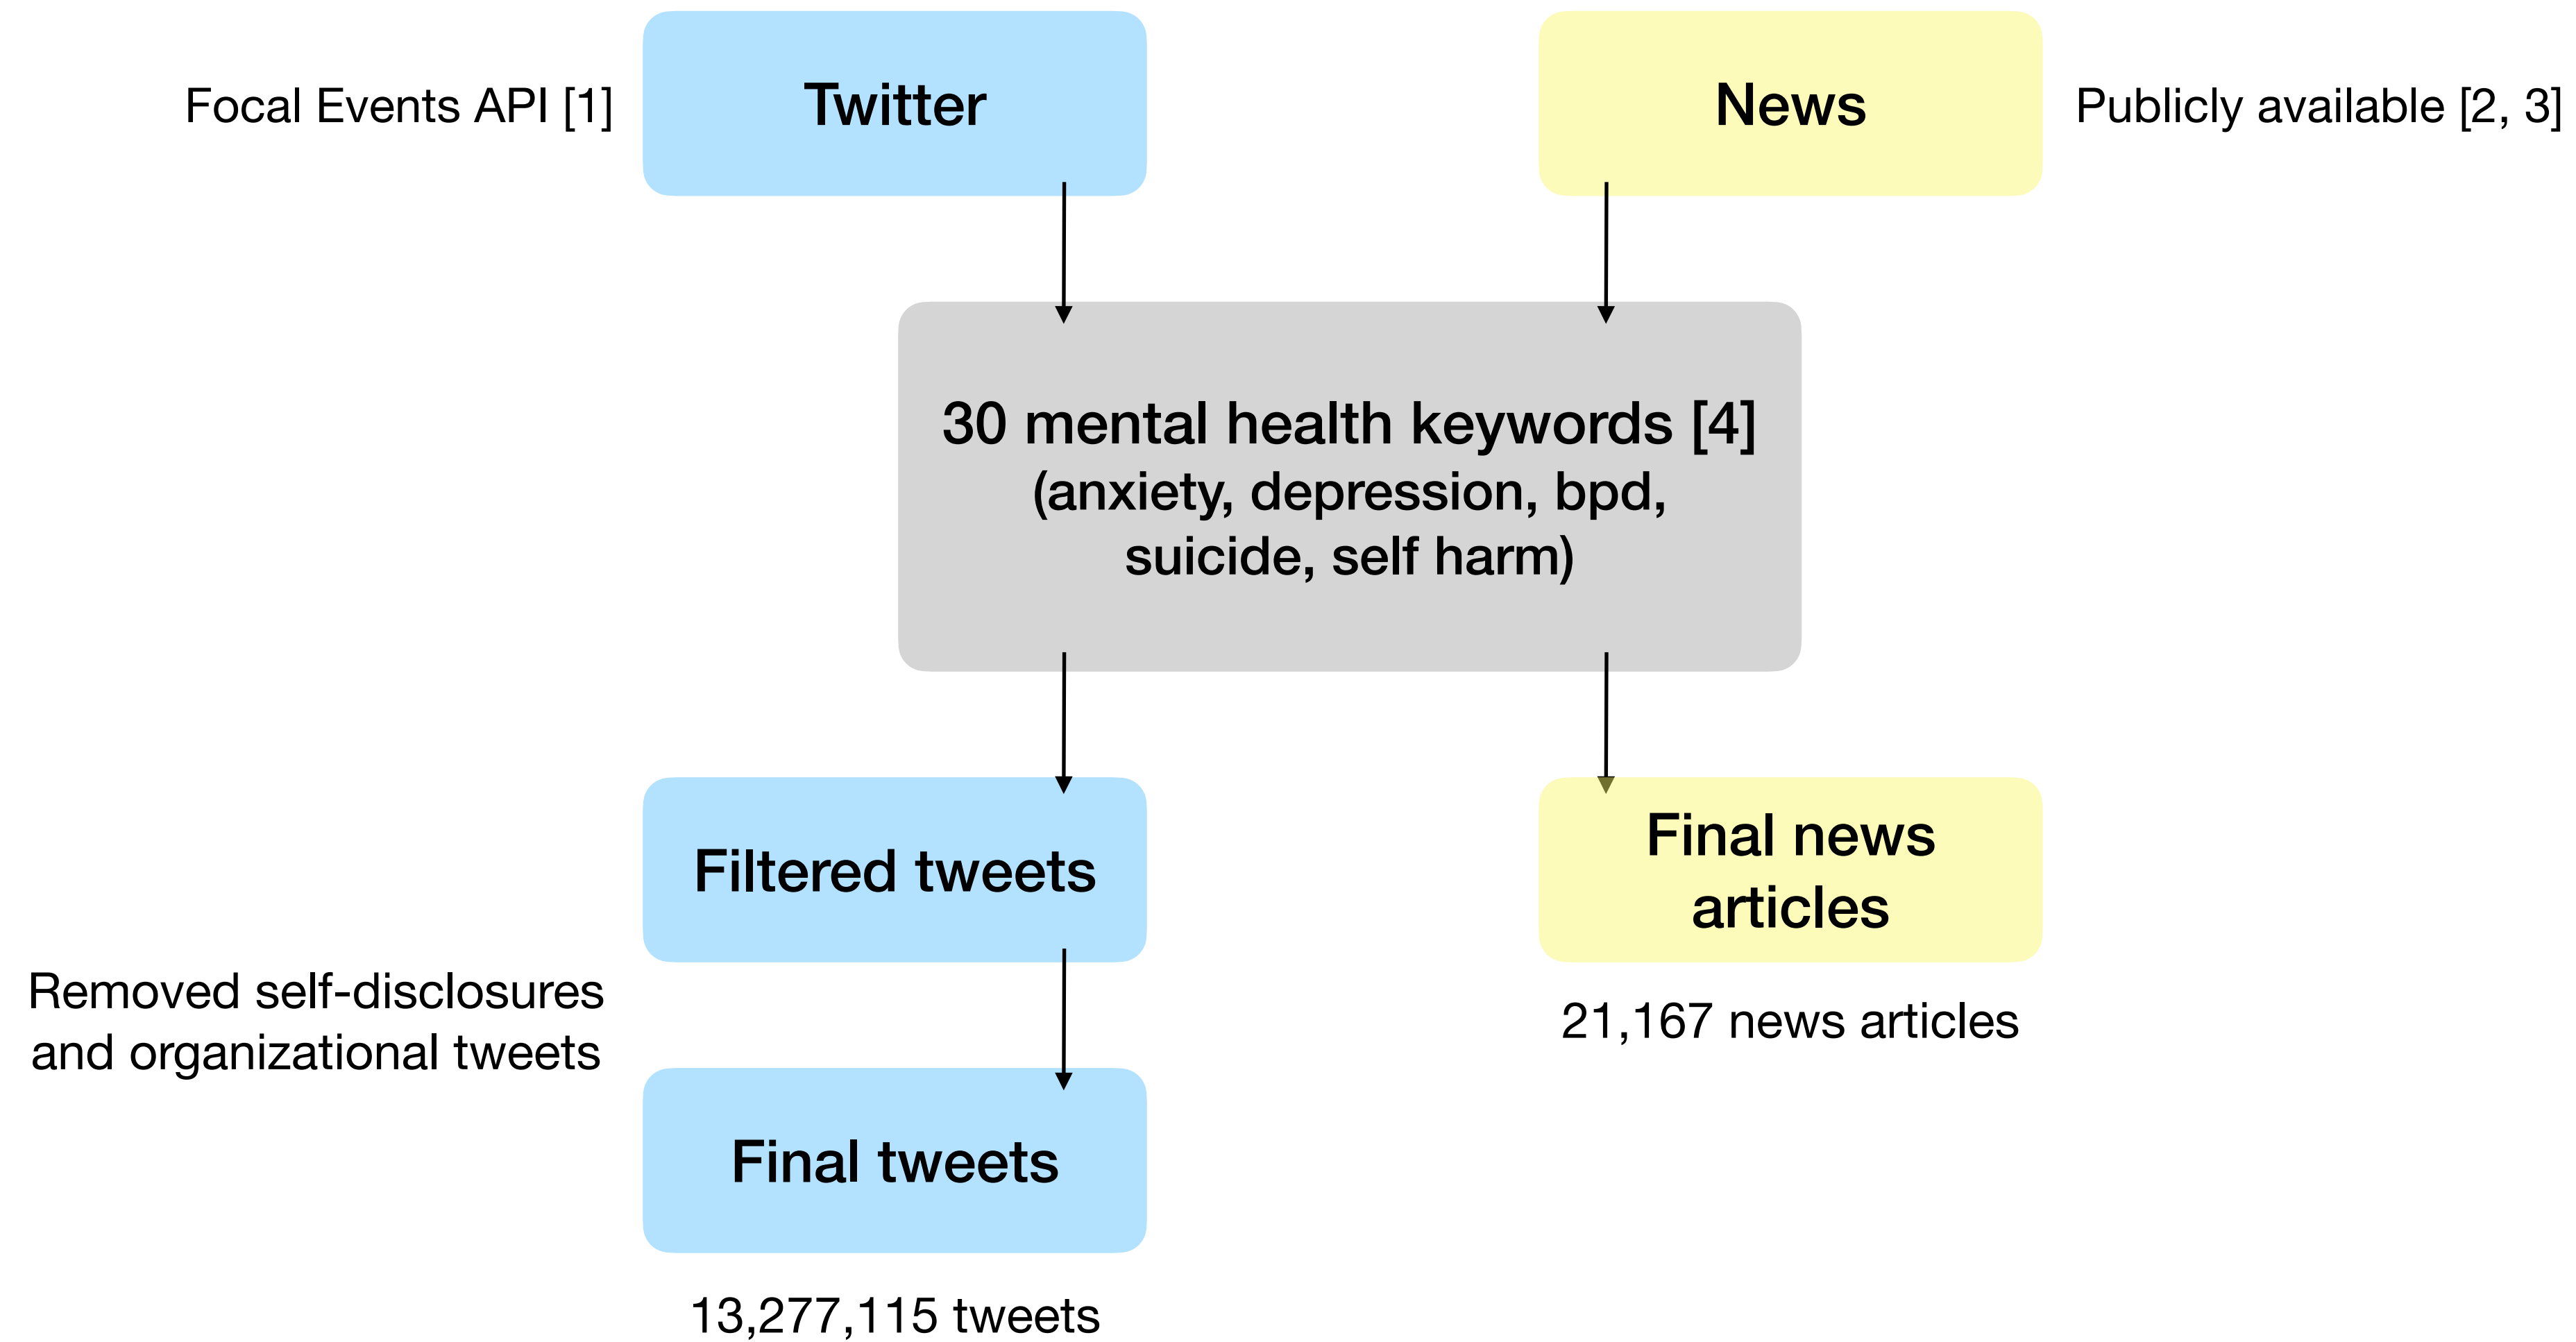 Focal Events API [1]
Twitter
News
Publicly available [2, 3]
30 mental health keywords [4]
(anxiety, depression, bpd,
suicide, self harm)
Filtered tweets
Final news
articles
Removed self-disclosures
and organizational tweets
21,167 news articles
Final tweets
13,277,115 tweets